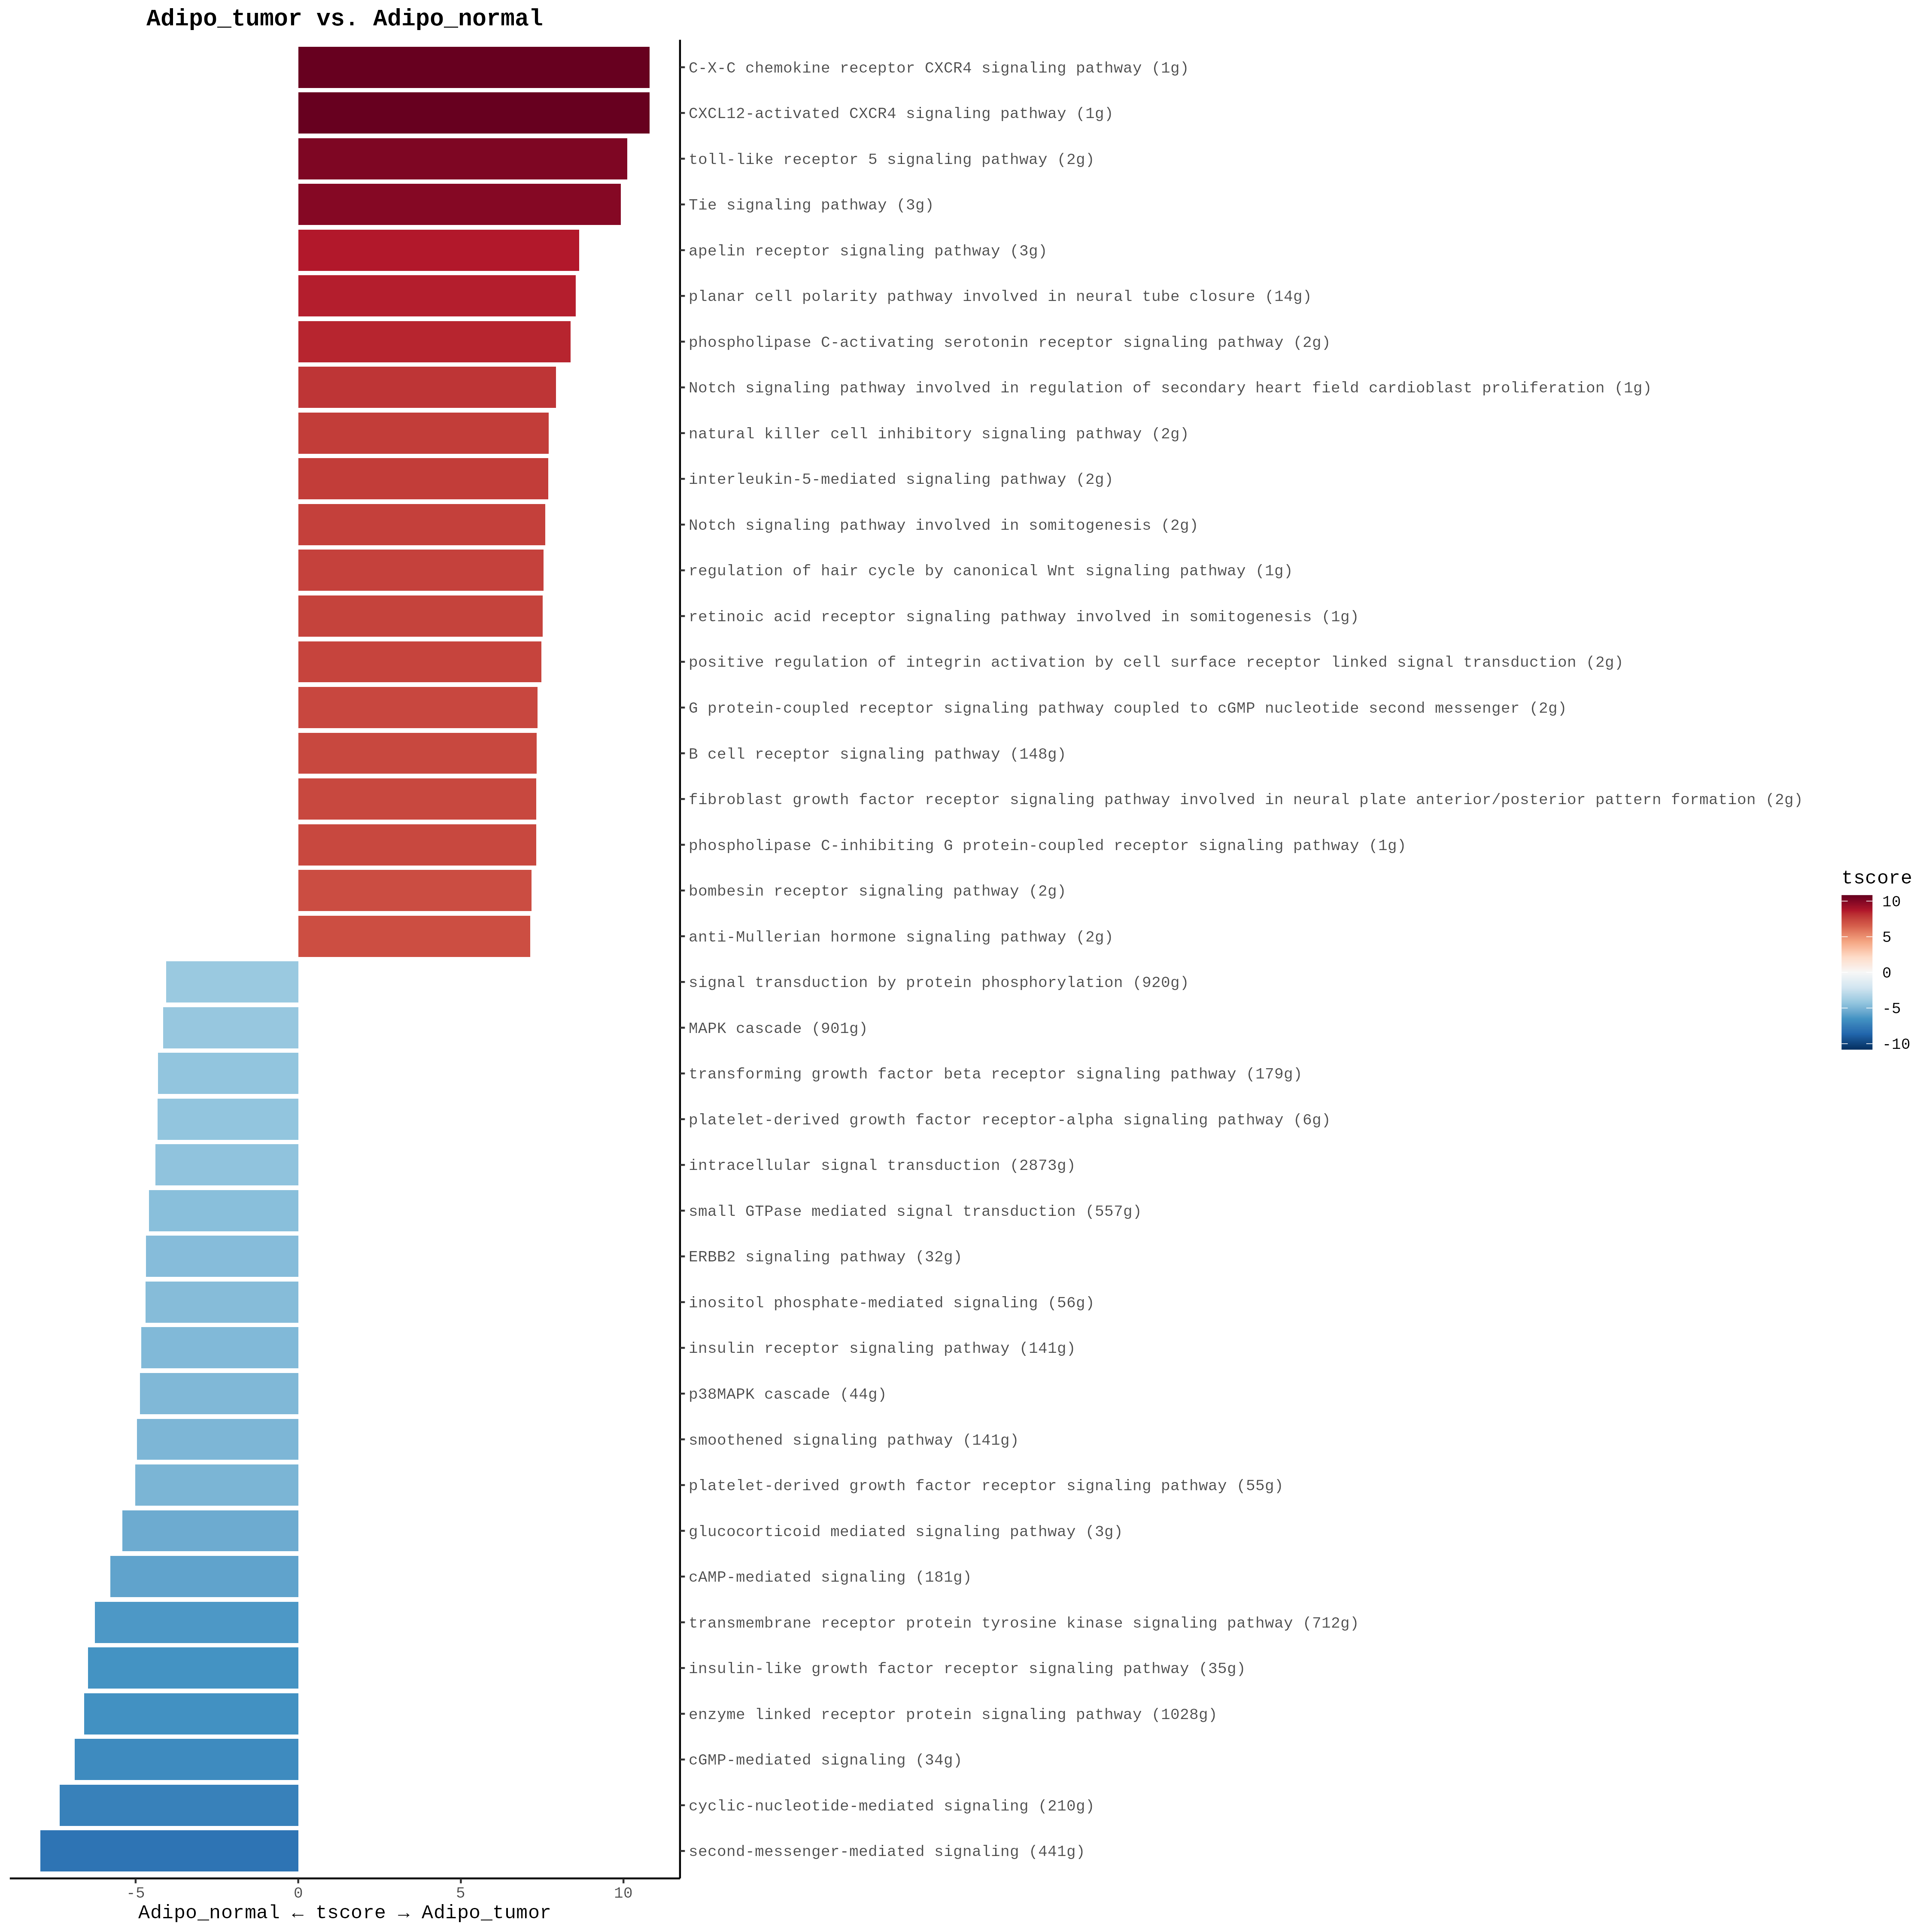 Adipo_tumor vs. Adipo_normal
C-X-C chemokine receptor CXCR4 signaling pathway (1g)
CXCL12-activated CXCR4 signaling pathway (1g)
toll-like receptor 5 signaling pathway (2g)
Tie signaling pathway (3g)
apelin receptor signaling pathway (3g)
planar cell polarity pathway involved in neural tube closure (14g)
phospholipase C-activating serotonin receptor signaling pathway (2g)
Notch signaling pathway involved in regulation of secondary heart field cardioblast proliferation (1g)
natural killer cell inhibitory signaling pathway (2g)
interleukin-5-mediated signaling pathway (2g)
Notch signaling pathway involved in somitogenesis (2g)
regulation of hair cycle by canonical Wnt signaling pathway (1g)
retinoic acid receptor signaling pathway involved in somitogenesis (1g)
positive regulation of integrin activation by cell surface receptor linked signal transduction (2g)
G protein-coupled receptor signaling pathway coupled to cGMP nucleotide second messenger (2g)
B cell receptor signaling pathway (148g)
fibroblast growth factor receptor signaling pathway involved in neural plate anterior/posterior pattern formation (2g)
phospholipase C-inhibiting G protein-coupled receptor signaling pathway (1g)
bombesin receptor signaling pathway (2g)
anti-Mullerian hormone signaling pathway (2g)
signal transduction by protein phosphorylation (920g)
MAPK cascade (901g)
transforming growth factor beta receptor signaling pathway (179g)
platelet-derived growth factor receptor-alpha signaling pathway (6g)
intracellular signal transduction (2873g)
small GTPase mediated signal transduction (557g)
ERBB2 signaling pathway (32g)
inositol phosphate-mediated signaling (56g)
insulin receptor signaling pathway (141g)
p38MAPK cascade (44g)
smoothened signaling pathway (141g)
platelet-derived growth factor receptor signaling pathway (55g)
glucocorticoid mediated signaling pathway (3g)
cAMP-mediated signaling (181g)
transmembrane receptor protein tyrosine kinase signaling pathway (712g)
insulin-like growth factor receptor signaling pathway (35g)
enzyme linked receptor protein signaling pathway (1028g)
cGMP-mediated signaling (34g)
cyclic-nucleotide-mediated signaling (210g)
second-messenger-mediated signaling (441g)
-5 0 5 10
Adipo_normal ← tscore → Adipo_tumor
tscore
10
5
0
-5
-10